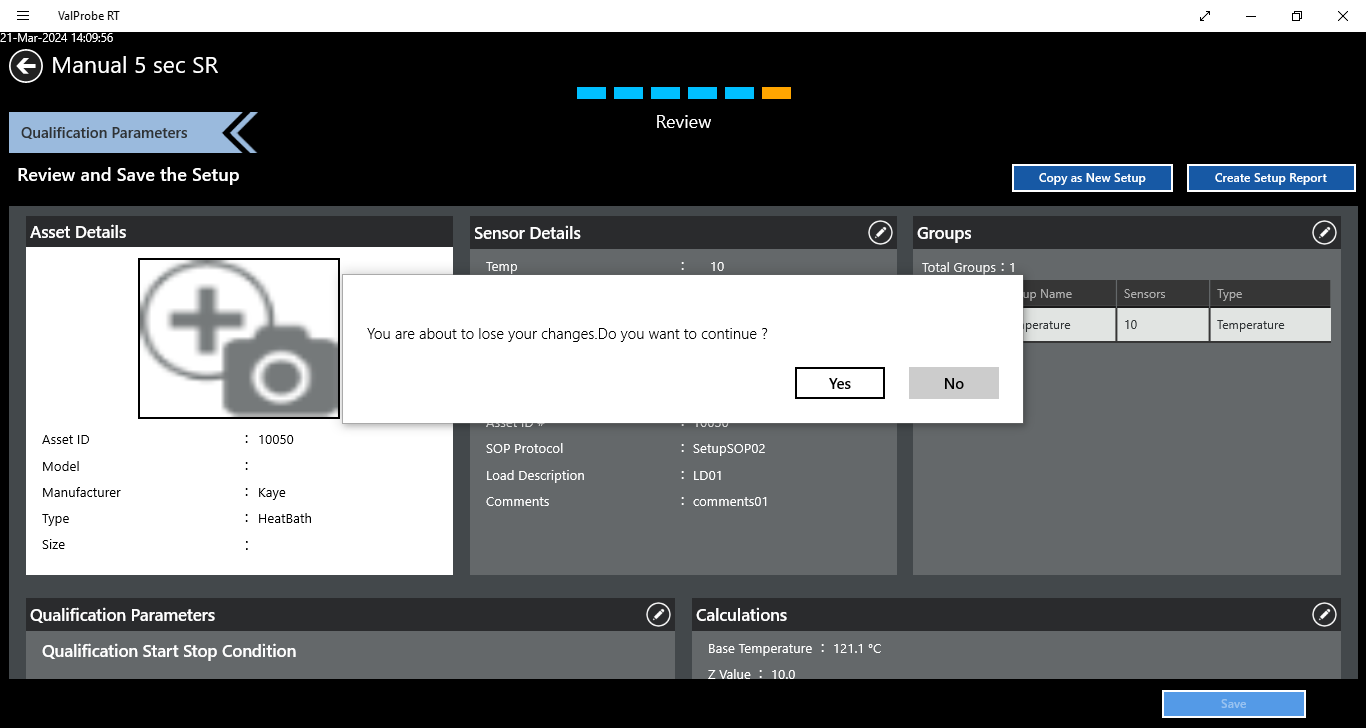 ValProbe RT
21-Mar-2024 14:09:56
Manual 5 sec SR
Review
Qualification Parameters
Review and Save the Setup
Copy as New Setup
Create Setup Report
Asset Details
Asset ID : 10050
Model :
Manufacturer : Kaye
Type : HeatBath
Size :
Sensor Details
Temp : 10
Asset ID # : 10050
SOP Protocol : SetupSOP02
Load Description : LD01
Comments : comments01
Groups
Total Groups : 1
up Name Sensors Type
perature 10 Temperature
You are about to lose your changes.Do you want to continue ?
Yes No
Qualification Parameters
Qualification Start Stop Condition
Calculations
Base Temperature : 121.1 °C
Z Value : 10.0
Save